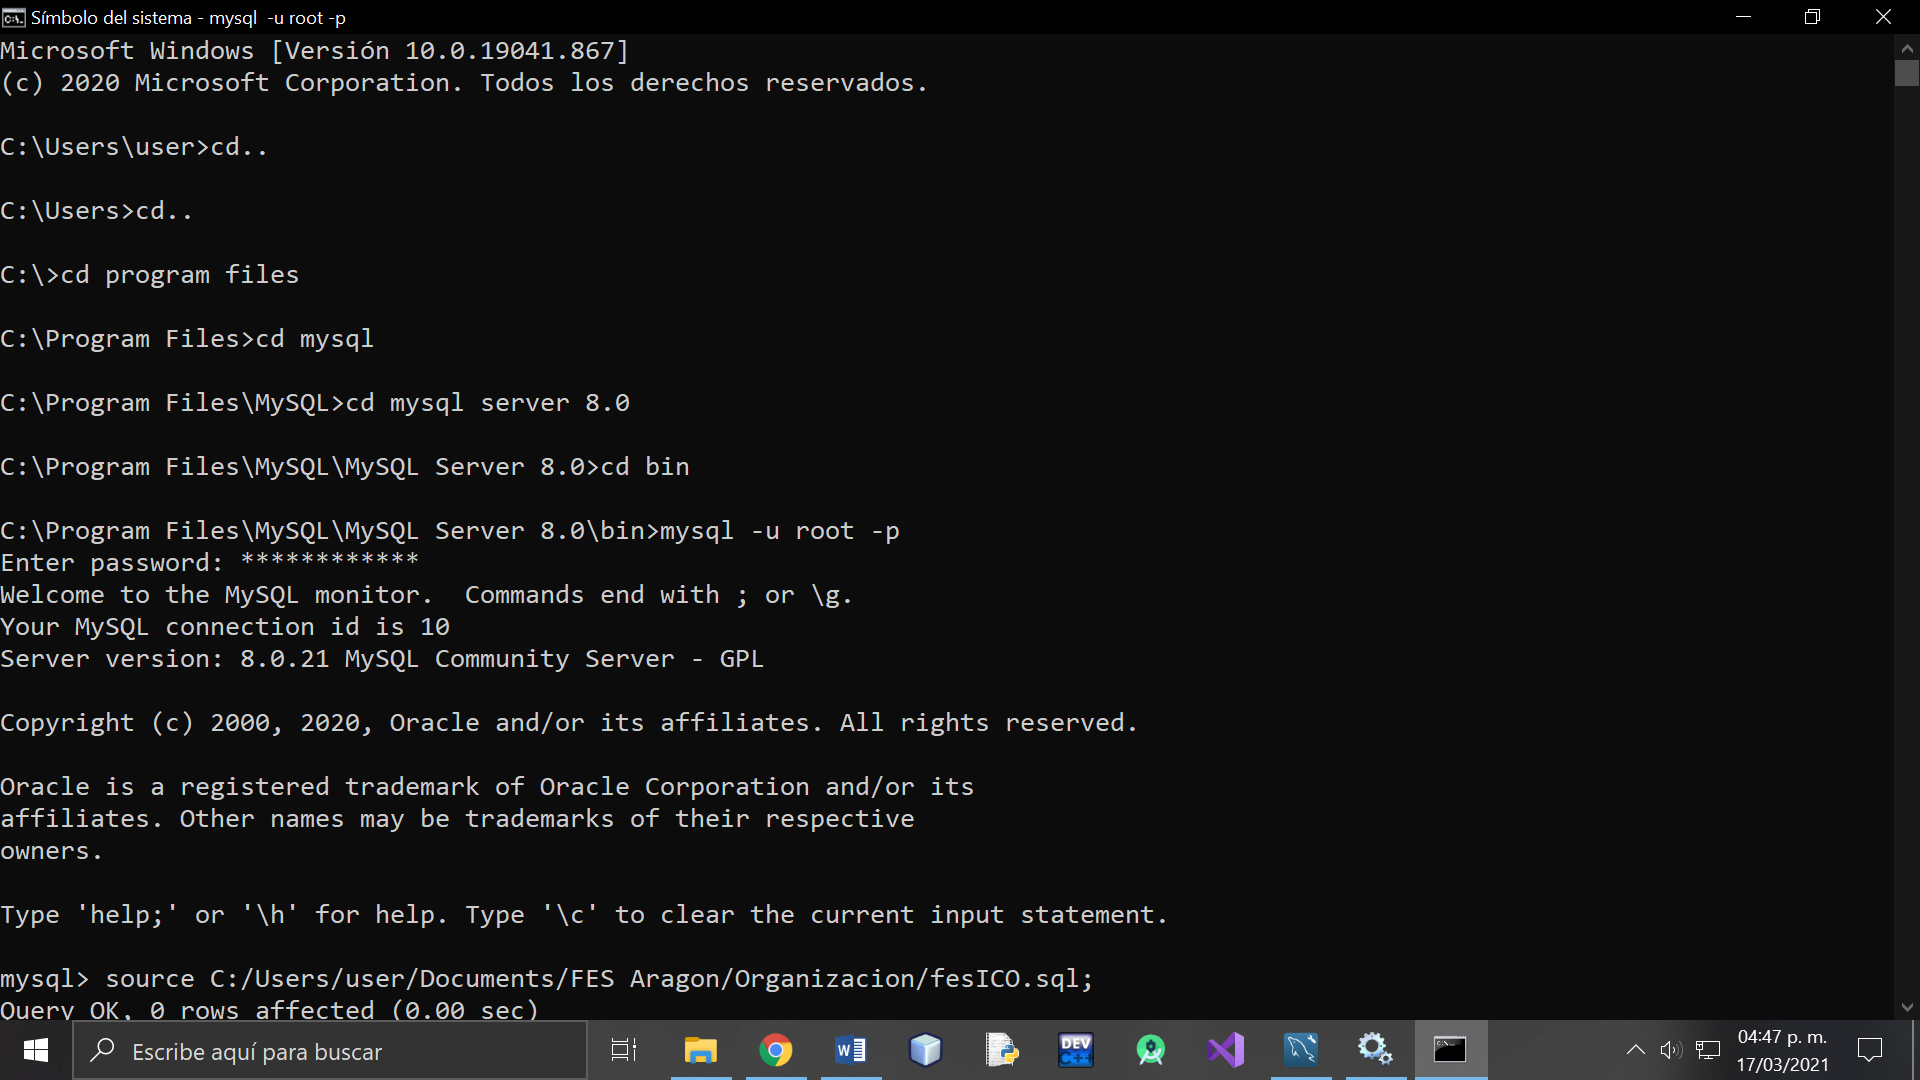 Símbolo del sistema - mysql  -u root -p
Microsoft Windows [Versión 10.0.19041.867]
(c) 2020 Microsoft Corporation. Todos los derechos reservados.
C:\Users\user>cd..
C:\Users>cd..
C:\>cd program files
C:\Program Files>cd mysql
C:\Program Files\MySQL>cd mysql server 8.0
C:\Program Files\MySQL\MySQL Server 8.0>cd bin
C:\Program Files\MySQL\MySQL Server 8.0\bin>mysql -u root -p
Enter password: ************
Welcome to the MySQL monitor.  Commands end with ; or \g.
Your MySQL connection id is 10
Server version: 8.0.21 MySQL Community Server - GPL
Copyright (c) 2000, 2020, Oracle and/or its affiliates. All rights reserved.
Oracle is a registered trademark of Oracle Corporation and/or its
affiliates. Other names may be trademarks of their respective
owners.
Type 'help;' or '\h' for help. Type '\c' to clear the current input statement.
mysql> source C:/Users/user/Documents/FES Aragon/Organizacion/fesICO.sql;
Query OK, 0 rows affected (0.00 sec)
Escribe aquí para buscar
DEV
C++
04:47 p. m.
17/03/2021